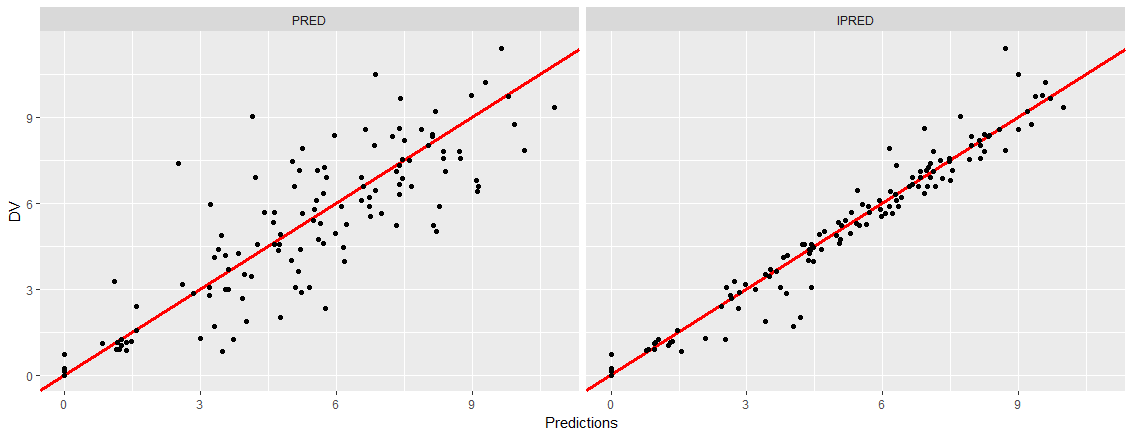 PRED IPRED
DV
9
6
3
0
0 3 6 9 0 3 6 9
Predictions